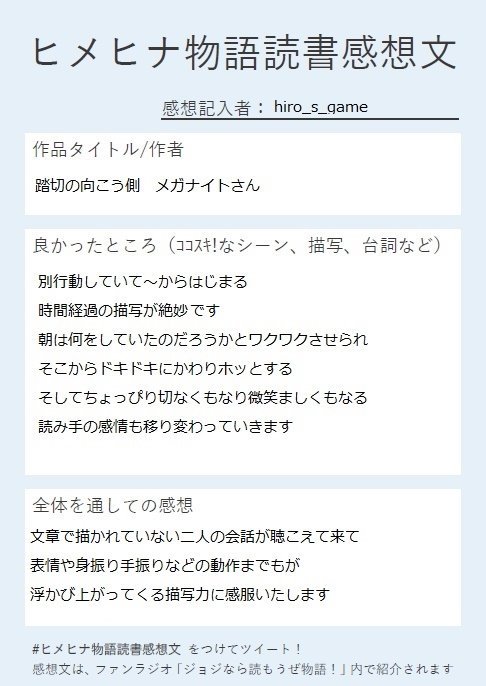 ヒメヒナ物語読書感想文
感想記入者： hiro_s_game
作品タイトル/作者
踏切の向こう側　メガナイトさん
良かったところ（ｺｺｽｷ!なシーン、描写、台詞など）
別行動していて～からはじまる
時間経過の描写が絶妙です
朝は何をしていたのだろうかとワクワクさせられ
そこからドキドキにかわりホッとする
そしてちょっぴり切なくもなり微笑ましくもなる
読み手の感情も移り変わっていきます
全体を通しての感想
文章で描かれていない二人の会話が聴こえて来て
表情や身振り手振りなどの動作までもが
浮かび上がってくる描写力に感服いたします
#ヒメヒナ物語読書感想文 をつけてツイート！
感想文は、ファンラジオ「ジョジなら読もうぜ物語！」内で紹介されます